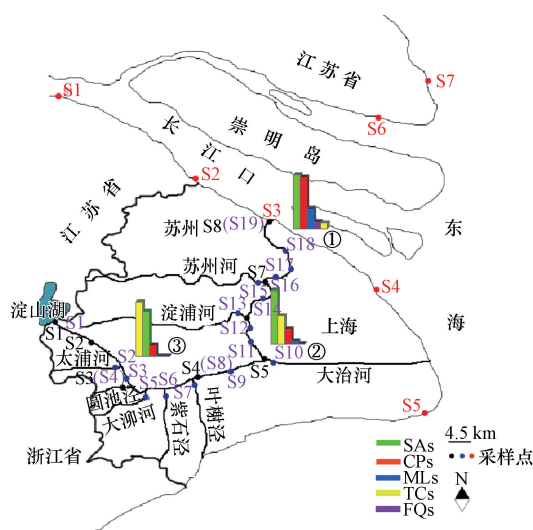 江苏省
S7
S1
S6
崇明岛
长江口
S2
江苏省
S3
①
东
苏州S8(S19)
S18
苏州河
S7
S17
S16
S15
S4
淀山湖
淀浦河
S14
S13
上海
海
S1
S1
S12
②
S2
③
太浦河
S2
S11
S10
S3
(S4)
S3
S4
(S8)
S5
大治河
圆池泾
S5
S6
S9
S7
大泖河
紫石泾
叶榭泾
S5
浙江省
SAs
CPs
MLs
TCs
FQs
4.5 km
采样点
N